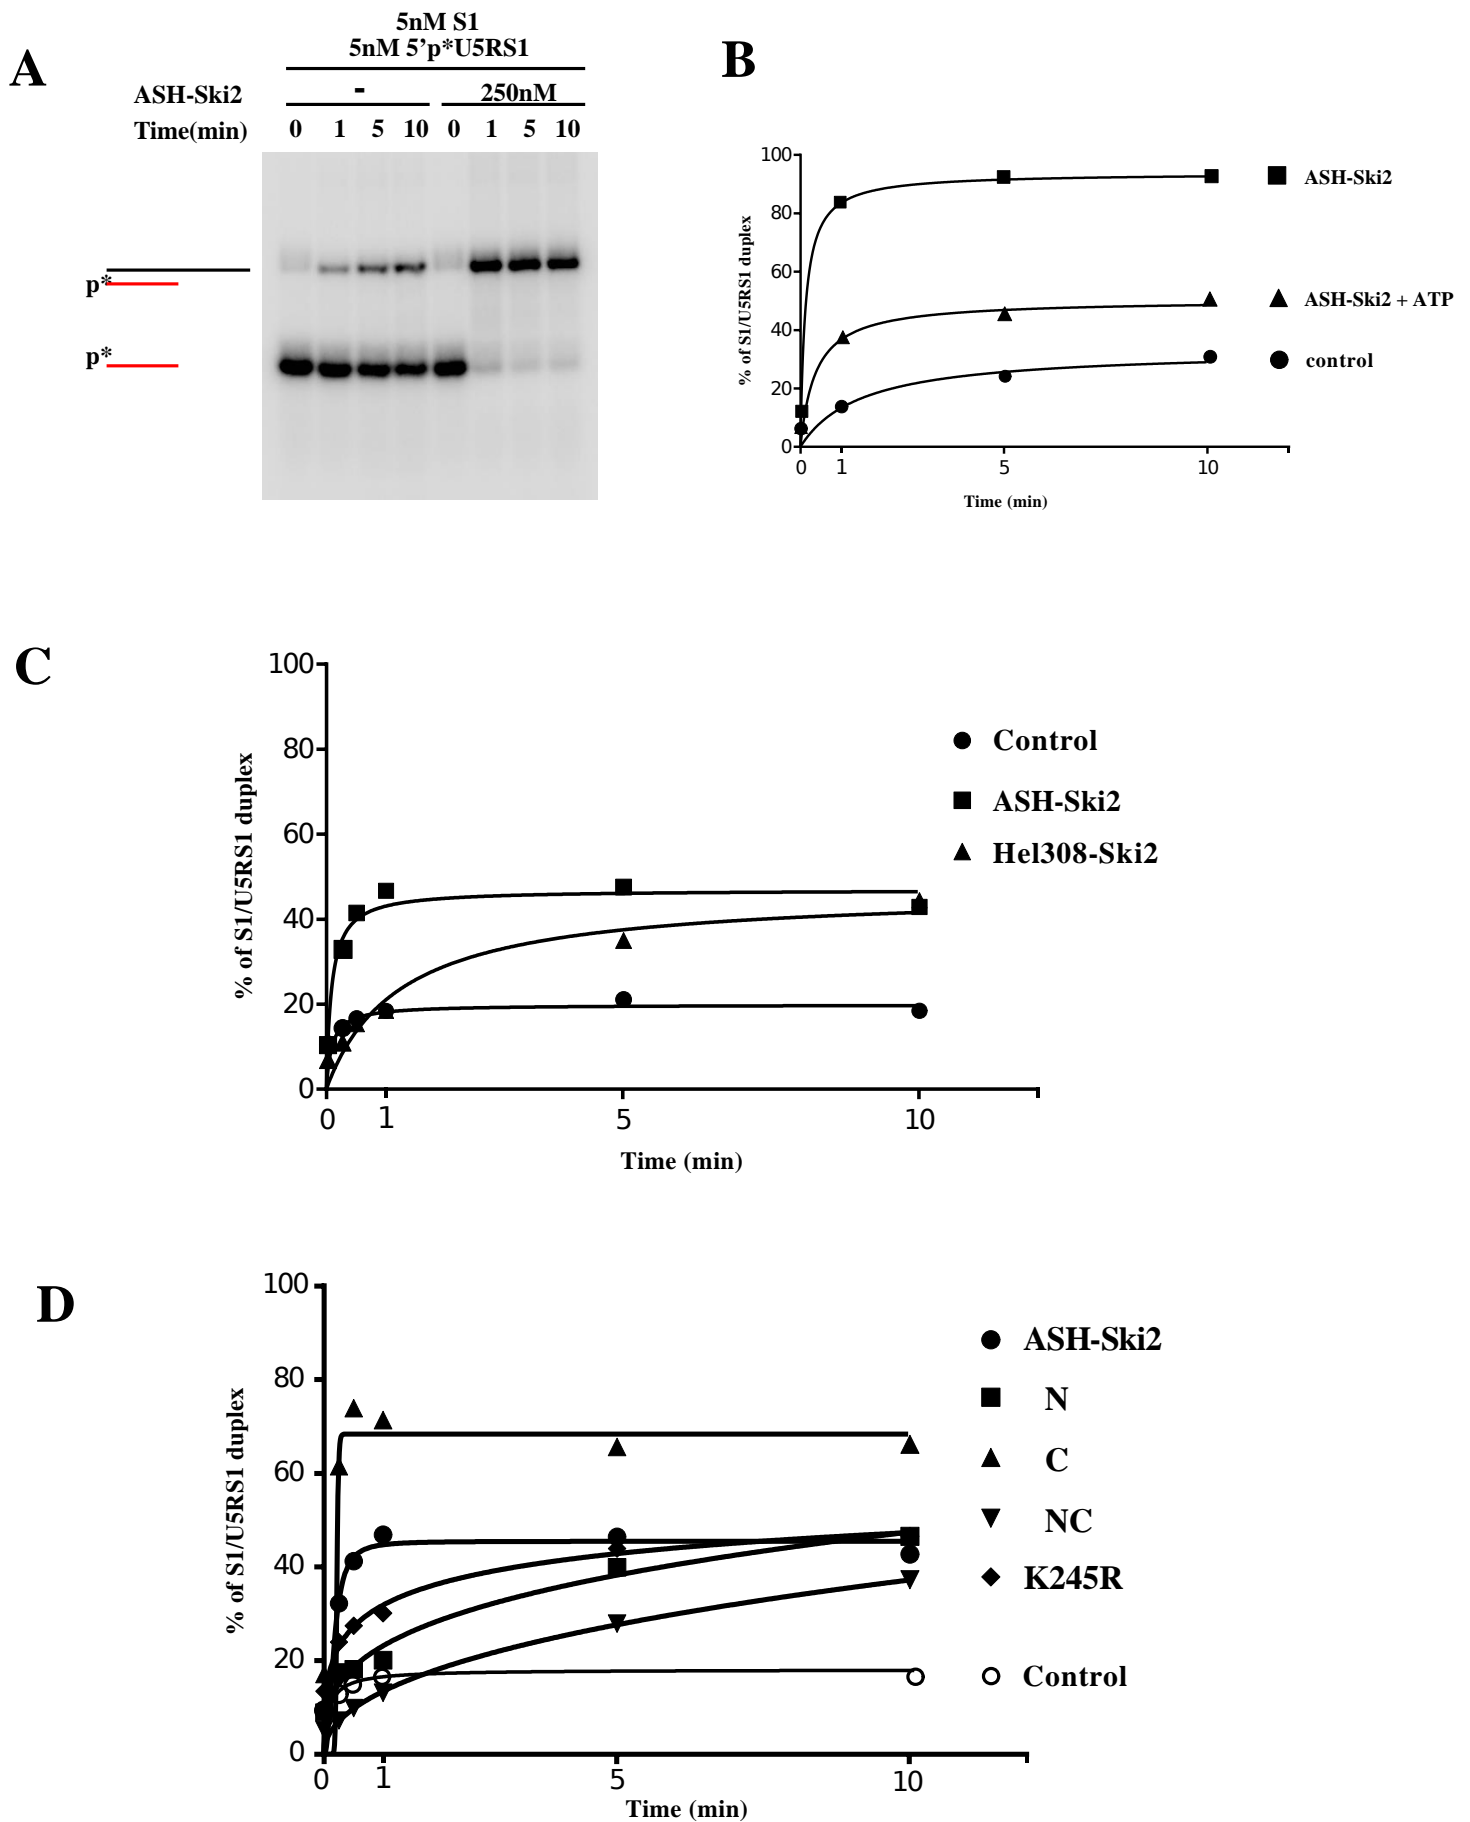 A
5nM S1
5nM 5’p*U5RS1
ASH-Ski2 - 250nM
Time(min) 0 1 5 10 0 1 5 10
p*
p*
B
% of S1/U5RS1 duplex
100
80
60
40
20
0
0 1 5 10
Time (min)
ASH-Ski2
ASH-Ski2 + ATP
control
C
% of S1/U5RS1 duplex
100
80
60
40
20
0
0 1 5 10
Time (min)
Control
ASH-Ski2
Hel308-Ski2
D
% of S1/U5RS1 duplex
100
80
60
40
20
0
0 1 5 10
Time (min)
ASH-Ski2
N
C
NC
K245R
Control